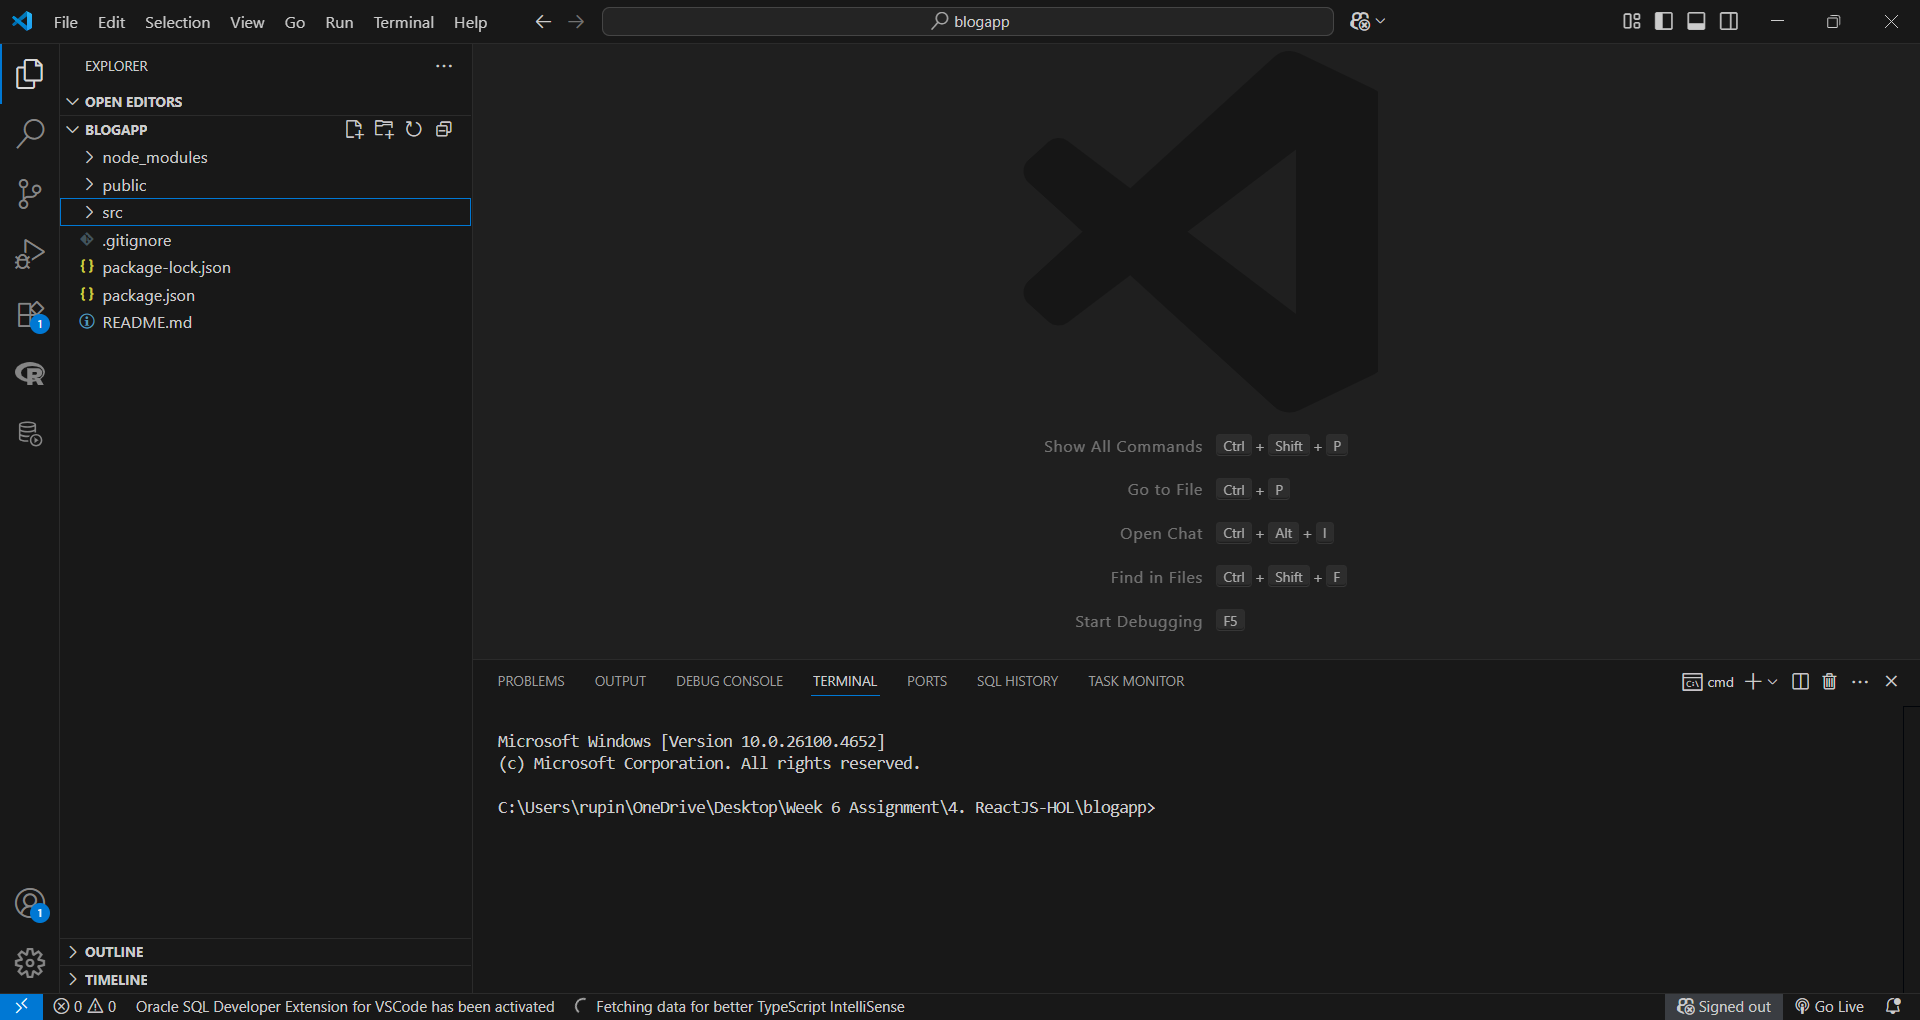 File Edit Selection View Go Run Terminal Help
blogapp
EXPLORER
OPEN EDITORS
BLOGAPP
node_modules
public
src
.gitignore
{} package-lock.json
{} package.json
README.md
1
R
1
OUTLINE
TIMELINE
Show All Commands Ctrl + Shift + P
Go to File Ctrl + P
Open Chat Ctrl + Alt + I
Find in Files Ctrl + Shift + F
Start Debugging F5
PROBLEMS OUTPUT DEBUG CONSOLE TERMINAL PORTS SQL HISTORY TASK MONITOR
cmd
Microsoft Windows [Version 10.0.26100.4652]
(c) Microsoft Corporation. All rights reserved.
C:\Users\rupin\OneDrive\Desktop\Week 6 Assignment\4. ReactJS-HOL\blogapp>
0 0 Oracle SQL Developer Extension for VSCode has been activated Fetching data for better TypeScript IntelliSense Signed out Go Live